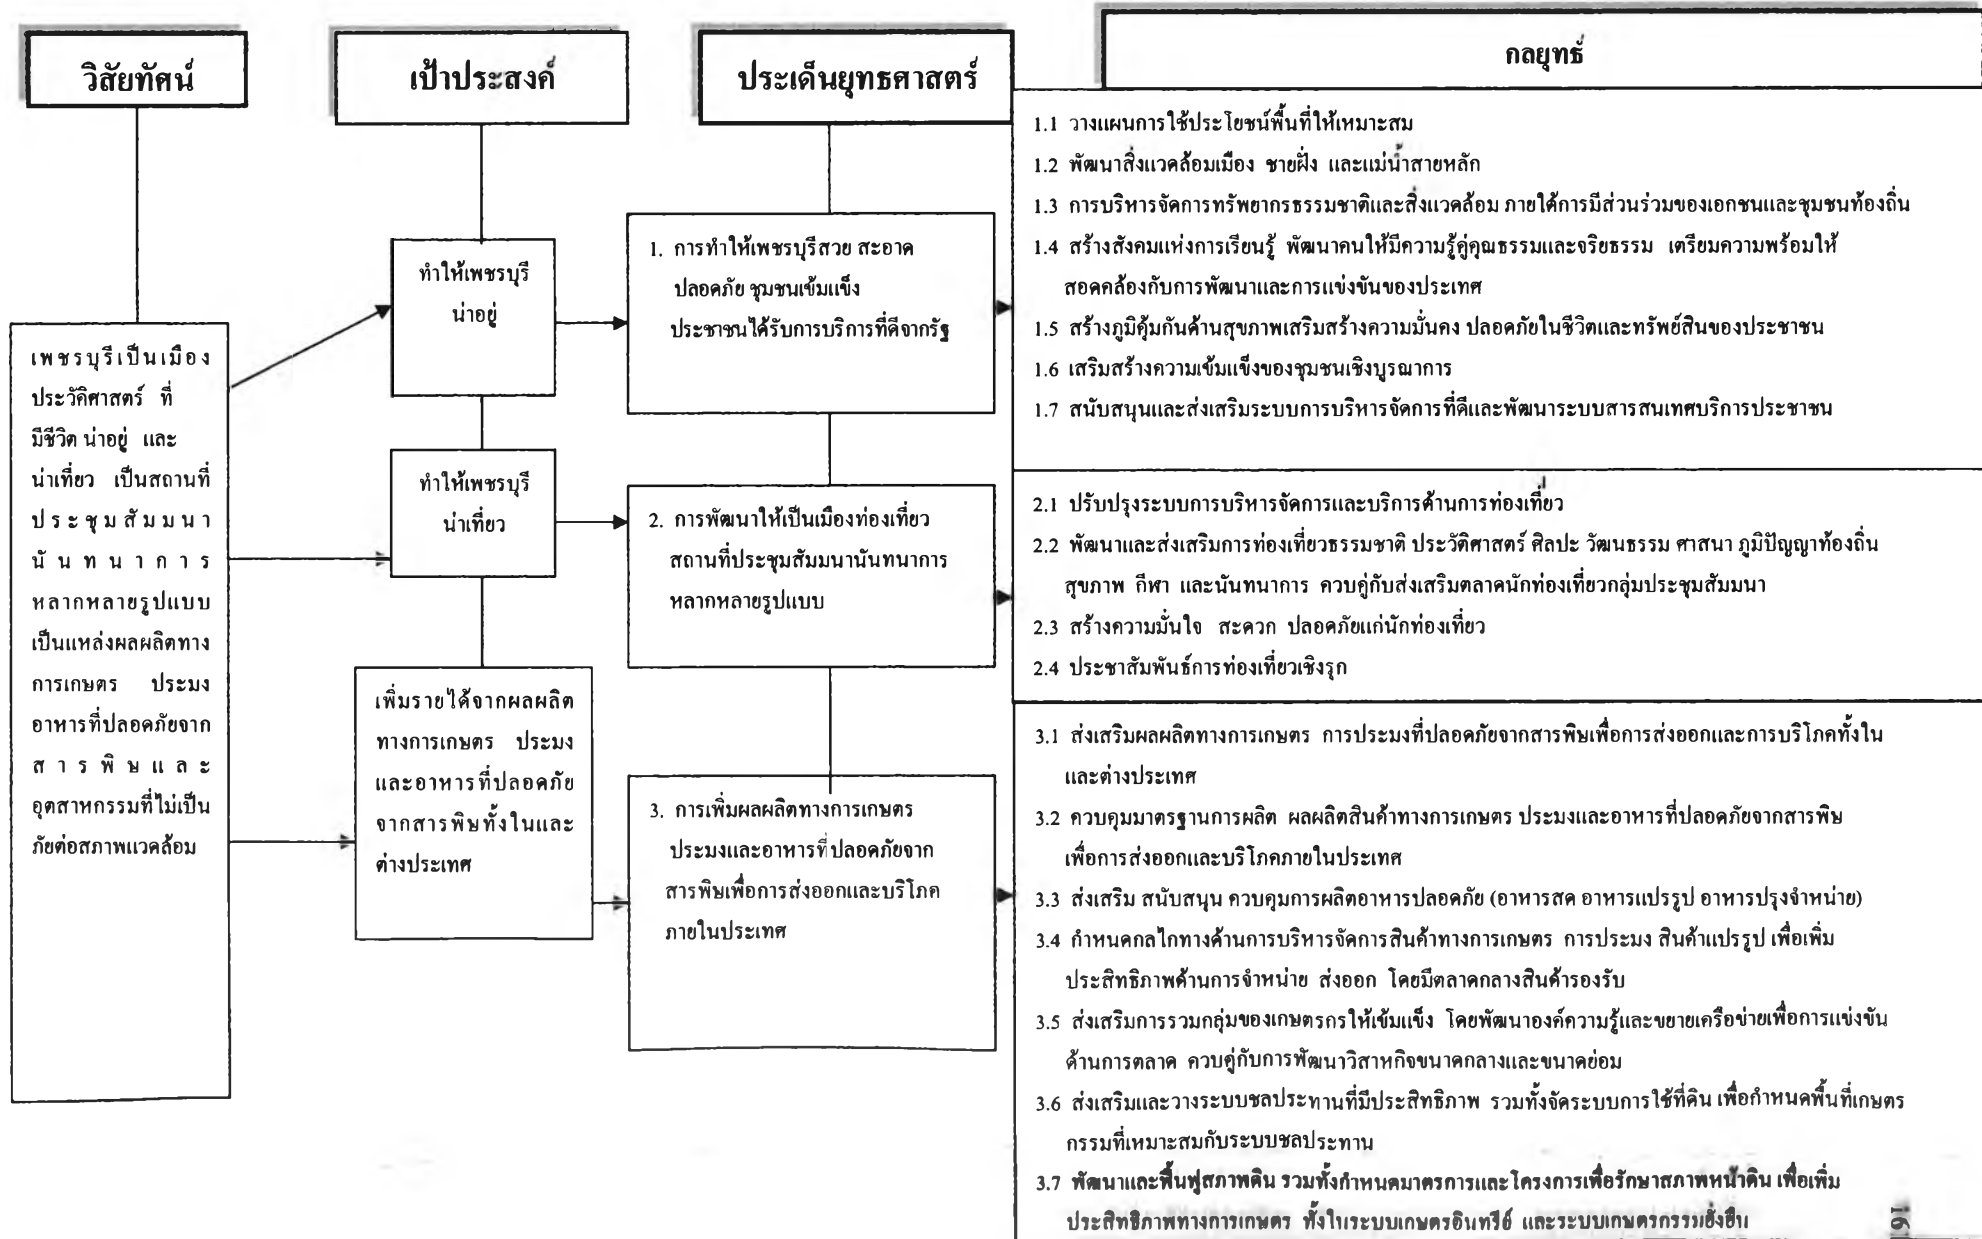 วิสัยทัศน์
เป้าประสงค์
ประเด็นยุทธศาสตร์
กลยุทธ์
เพชรบุรีเป็นเมือง
ประวัติศาสตร์ ที่
มีชีวิต น่าอยู่ และ
น่าเที่ยว เป็นสถานที่
ประชุมสัมมนา
นันทนาการ
หลากหลายรูปแบบ
เป็นแหล่งผลผลิตทาง
การเกษตร ประมง
อาหารที่ปลอดภัยจาก
สารพิษและ
อุตสาหกรรมที่ไม่เป็น
ภัยต่อสภาพแวดล้อม
ทำให้เพชรบุรี
น่าอยู่
ทำให้เพชรบุรี
น่าเที่ยว
เพิ่มรายได้จากผลผลิต
ทางการเกษตร ประมง
และอาหารที่ปลอดภัย
จากสารพิษทั้งในและ
ต่างประเทศ
1. การทำให้เพชรบุรีสวย สะอาด
ปลอดภัย ชุมชนเข้มแข็ง
ประชาชนได้รับการบริการที่ดีจากรัฐ
2. การพัฒนาให้เป็นเมืองท่องเที่ยว
สถานที่ประชุมสัมมนานันทนาการ
หลากหลายรูปแบบ
3. การเพิ่มผลผลิตทางการเกษตร
ประมงและอาหารที่ปลอดภัยจาก
สารพิษเพื่อการส่งออกและบริโภค
ภายในประเทศ
1.1 วางแผนการใช้ประโยชน์พื้นที่ให้เหมาะสม
1.2 พัฒนาสิ่งแวดล้อมเมือง ชายฝั่ง และแม่น้ำสายหลัก
1.3 การบริหารจัดการทรัพยากรธรรมชาติและสิ่งแวดล้อม ภายใต้การมีส่วนร่วมของเอกชนและชุมชนท้องถิ่น
1.4 สร้างสังคมแห่งการเรียนรู้ พัฒนาคนให้มีความรู้คู่คุณธรรมและจริยธรรม เตรียมความพร้อมให้
สอดคล้องกับการพัฒนาและการแข่งขันของประเทศ
1.5 สร้างภูมิคุ้มกันด้านสุขภาพเสริมสร้างความมั่นคง ปลอดภัยในชีวิตและทรัพย์สินของประชาชน
1.6 เสริมสร้างความเข้มแข็งของชุมชนเชิงบูรณาการ
1.7 สนับสนุนและส่งเสริมระบบการบริหารจัดการที่ดีและพัฒนาระบบสารสนเทศบริการประชาชน
2.1 ปรับปรุงระบบการบริหารจัดการและบริการด้านการท่องเที่ยว
2.2 พัฒนาและส่งเสริมการท่องเที่ยวธรรมชาติ ประวัติศาสตร์ ศิลปะ วัฒนธรรม ศาสนา ภูมิปัญญาท้องถิ่น
สุขภาพ กีฬา และนันทนาการ ควบคู่กับส่งเสริมตลาดนักท่องเที่ยวกลุ่มประชุมสัมมนา
2.3 สร้างความมั่นใจ สะดวก ปลอดภัยแก่นักท่องเที่ยว
2.4 ประชาสัมพันธ์การท่องเที่ยวเชิงรุก
3.1 ส่งเสริมผลผลิตทางการเกษตร การประมงที่ปลอดภัยจากสารพิษเพื่อการส่งออกและการบริโภคทั้งใน
และต่างประเทศ
3.2 ควบคุมมาตรฐานการผลิต ผลผลิตสินค้าทางการเกษตร ประมงและอาหารที่ปลอดภัยจากสารพิษ
เพื่อการส่งออกและบริโภคภายในประเทศ
3.3 ส่งเสริม สนับสนุน ควบคุมการผลิตอาหารปลอดภัย (อาหารสด อาหารแปรรูป อาหารปรุงจำหน่าย)
3.4 กำหนดกลไกทางด้านการบริหารจัดการสินค้าทางการเกษตร การประมง สินค้าแปรรูป เพื่อเพิ่ม
ประสิทธิภาพด้านการจำหน่าย ส่งออก โดยมีตลาดกลางสินค้ารองรับ
3.5 ส่งเสริมการรวมกลุ่มของเกษตรกรให้เข้มแข็ง โดยพัฒนาองค์ความรู้และขยายเครือข่ายเพื่อการแข่งขัน
ด้านการตลาด ควบคู่กับการพัฒนาวิสาหกิจขนาดกลางและขนาดย่อม
3.6 ส่งเสริมและวางระบบชลประทานที่มีประสิทธิภาพ รวมทั้งจัดระบบการใช้ที่ดิน เพื่อกำหนดพื้นที่เกษตร
กรรมที่เหมาะสมกับระบบชลประทาน
3.7 พัฒนาและฟื้นฟูสภาพดิน รวมทั้งกำหนดมาตรการและโครงการเพื่อรักษาสภาพหน้าดิน เพื่อเพิ่ม
ประสิทธิภาพทางการเกษตร ทั้งในระบบเกษตรอินทรีย์ และระบบเกษตรกรรมยั่งยืน